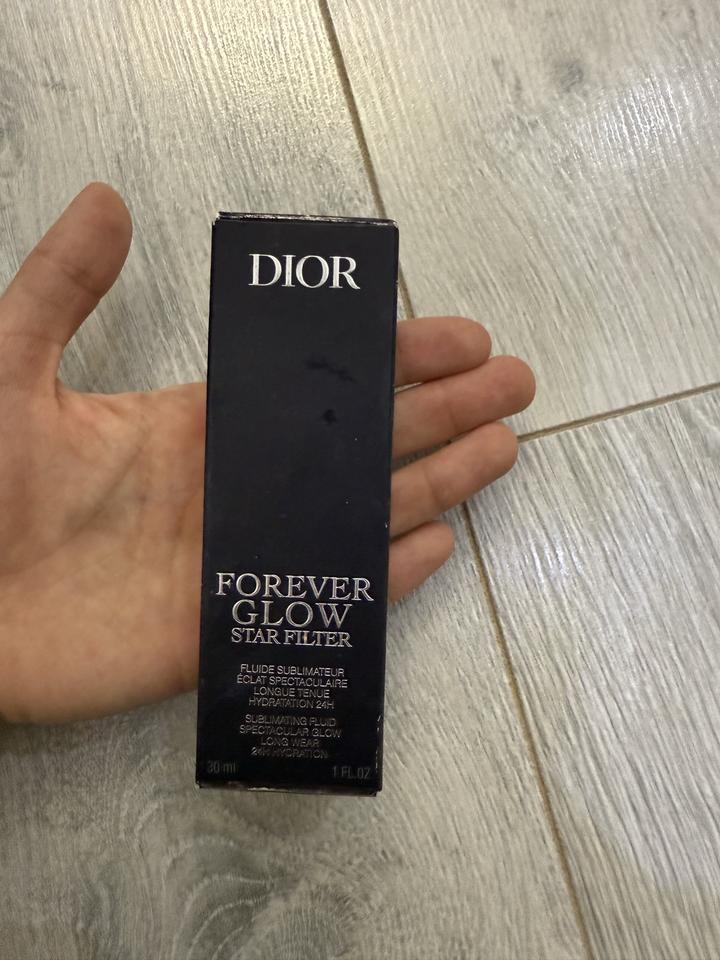 DIOR
FOREVER
GLOW
STAR FILTER
FLUIDE SUBLIMATEUR
ÉCLAT SPECTACULAIRE
LONGUE TENUE
HYDRATATION 24H
SUBLIMATING FLUID
SPECTACULAR GLOW
LONG WEAR
24H HYDRATION
30 ml 1 FL.OZ